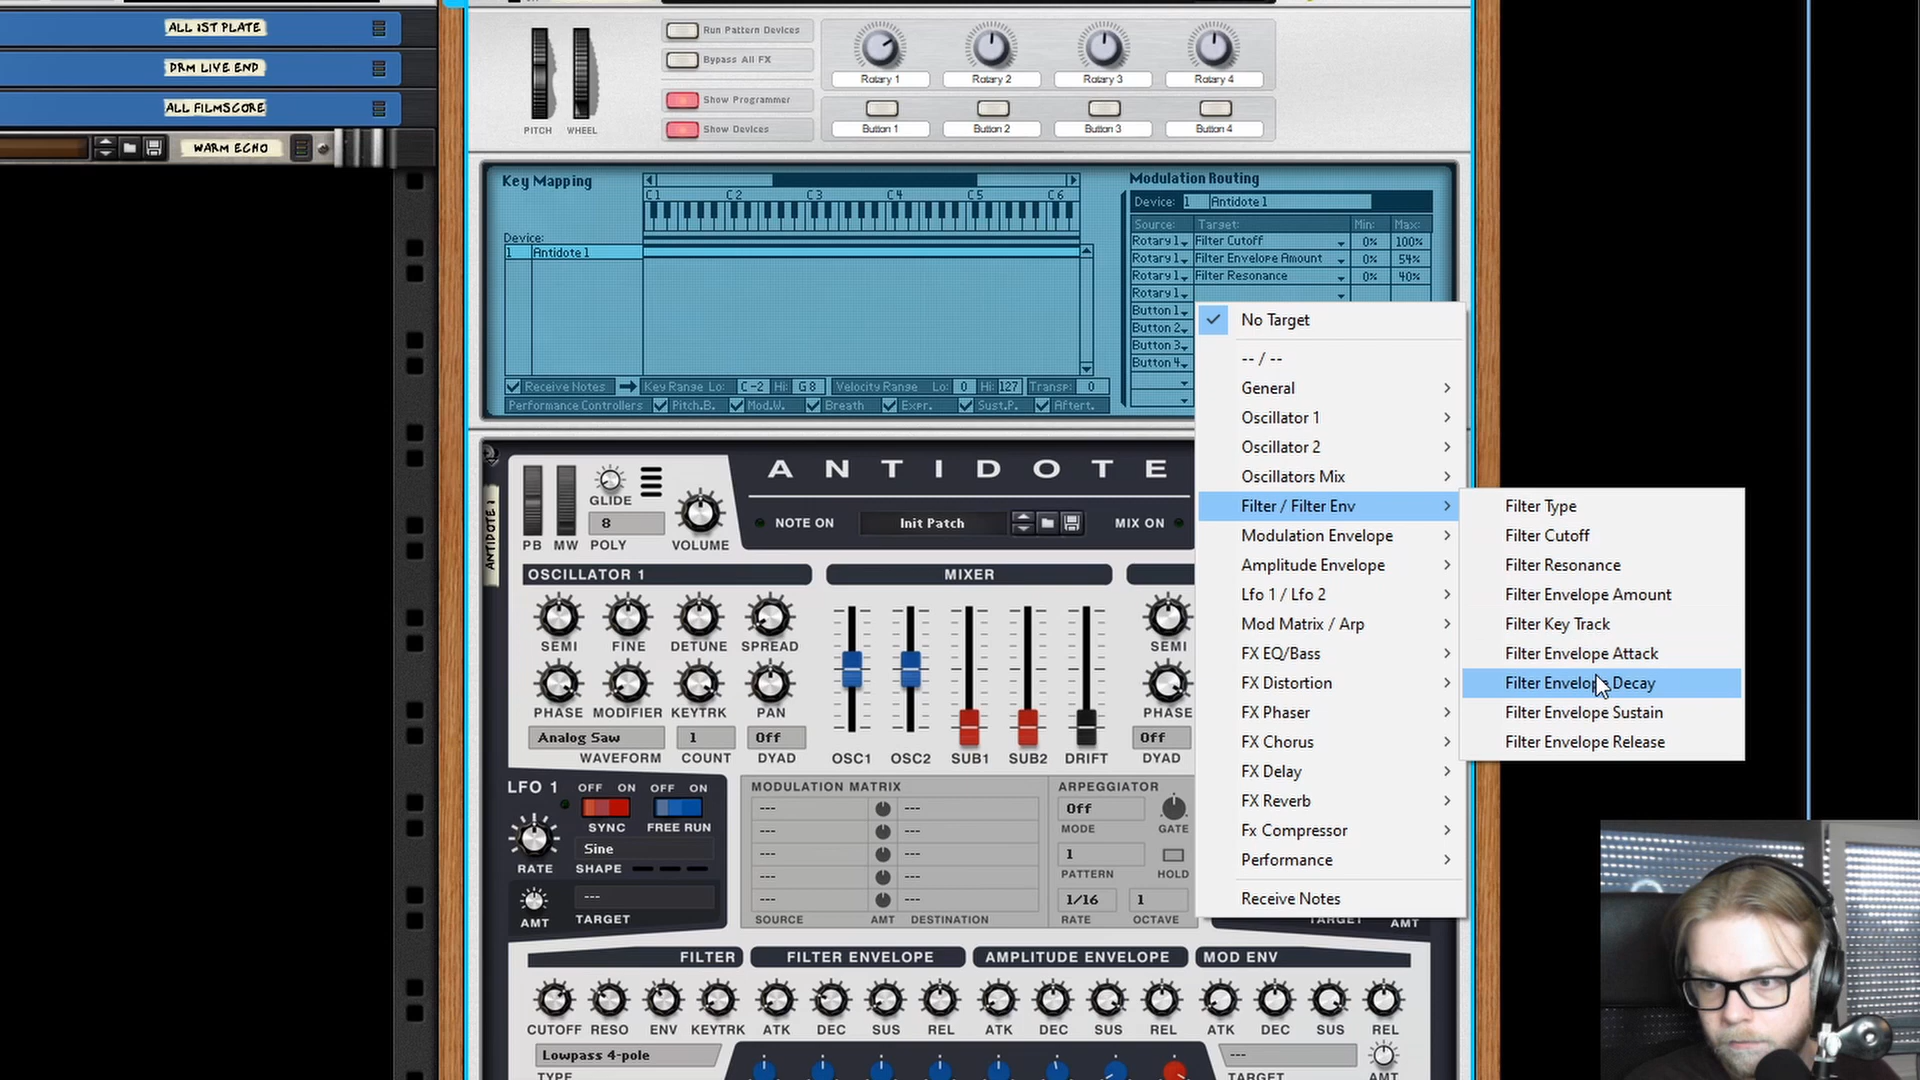 ALL 1ST PLATE
DRM LIVE END
ALL FILMSCORE
WARM ECHO
PITCH WHEEL
Run Pattern Devices
Bypass All FX
Show Programmer
Show Devices
Rotary 1 Rotary 2 Rotary 3 Rotary 4
Button 1 Button 2 Button 3 Button 4
Key Mapping
C1 C2 C3 C4 C5 C6
Device:
1 Antidote 1
Receive Notes Key Range Lo: C-2 Hi: G 8 Velocity Range Lo: 0 Hi: 127 Transp: 0
Performance Controllers Pitch.B. Mod.W. Breath Expr. Sust.P. Aftert.
Modulation Routing
Device: 1 Antidote 1
Source: Target: Min: Max:
Rotary 1 Filter Cutoff 0% 100%
Rotary 1 Filter Envelope Amount 0% 54%
Rotary 1 Filter Resonance 0% 40%
Rotary 1
Button 1
Button 2
Button 3
Button 4
No Target
-- / --
General
Oscillator 1
Oscillator 2
Oscillators Mix
Filter / Filter Env
Modulation Envelope
Amplitude Envelope
Lfo 1 / Lfo 2
Mod Matrix / Arp
FX EQ/Bass
FX Distortion
FX Phaser
FX Chorus
FX Delay
FX Reverb
Fx Compressor
Performance
Receive Notes
Filter Type
Filter Cutoff
Filter Resonance
Filter Envelope Amount
Filter Key Track
Filter Envelope Attack
Filter Envelope Decay
Filter Envelope Sustain
Filter Envelope Release
ANTIDOTE 1
ANTIDOTE
GLIDE
8
PB MW POLY VOLUME
NOTE ON Init Patch MIX ON
OSCILLATOR 1 MIXER
SEMI FINE DETUNE SPREAD SEMI
PHASE MODIFIER KEYTRK PAN PHASE
Analog Saw 1 Off Off
WAVEFORM COUNT DYAD OSC1 OSC2 SUB1 SUB2 DRIFT DYAD
LFO 1 OFF ON OFF ON
SYNC FREE RUN
Sine
RATE SHAPE
---
AMT TARGET
MODULATION MATRIX
--- ---
--- ---
--- ---
--- ---
--- ---
SOURCE AMT DESTINATION
ARPEGGIATOR
Off
MODE GATE
1
PATTERN HOLD
1/16 1
RATE OCTAVE
TARGET AMT
FILTER FILTER ENVELOPE AMPLITUDE ENVELOPE MOD ENV
CUTOFF RESO ENV KEYTRK ATK DEC SUS REL ATK DEC SUS REL ATK DEC SUS REL
Lowpass 4-pole ---
TYPE TARGET AMT